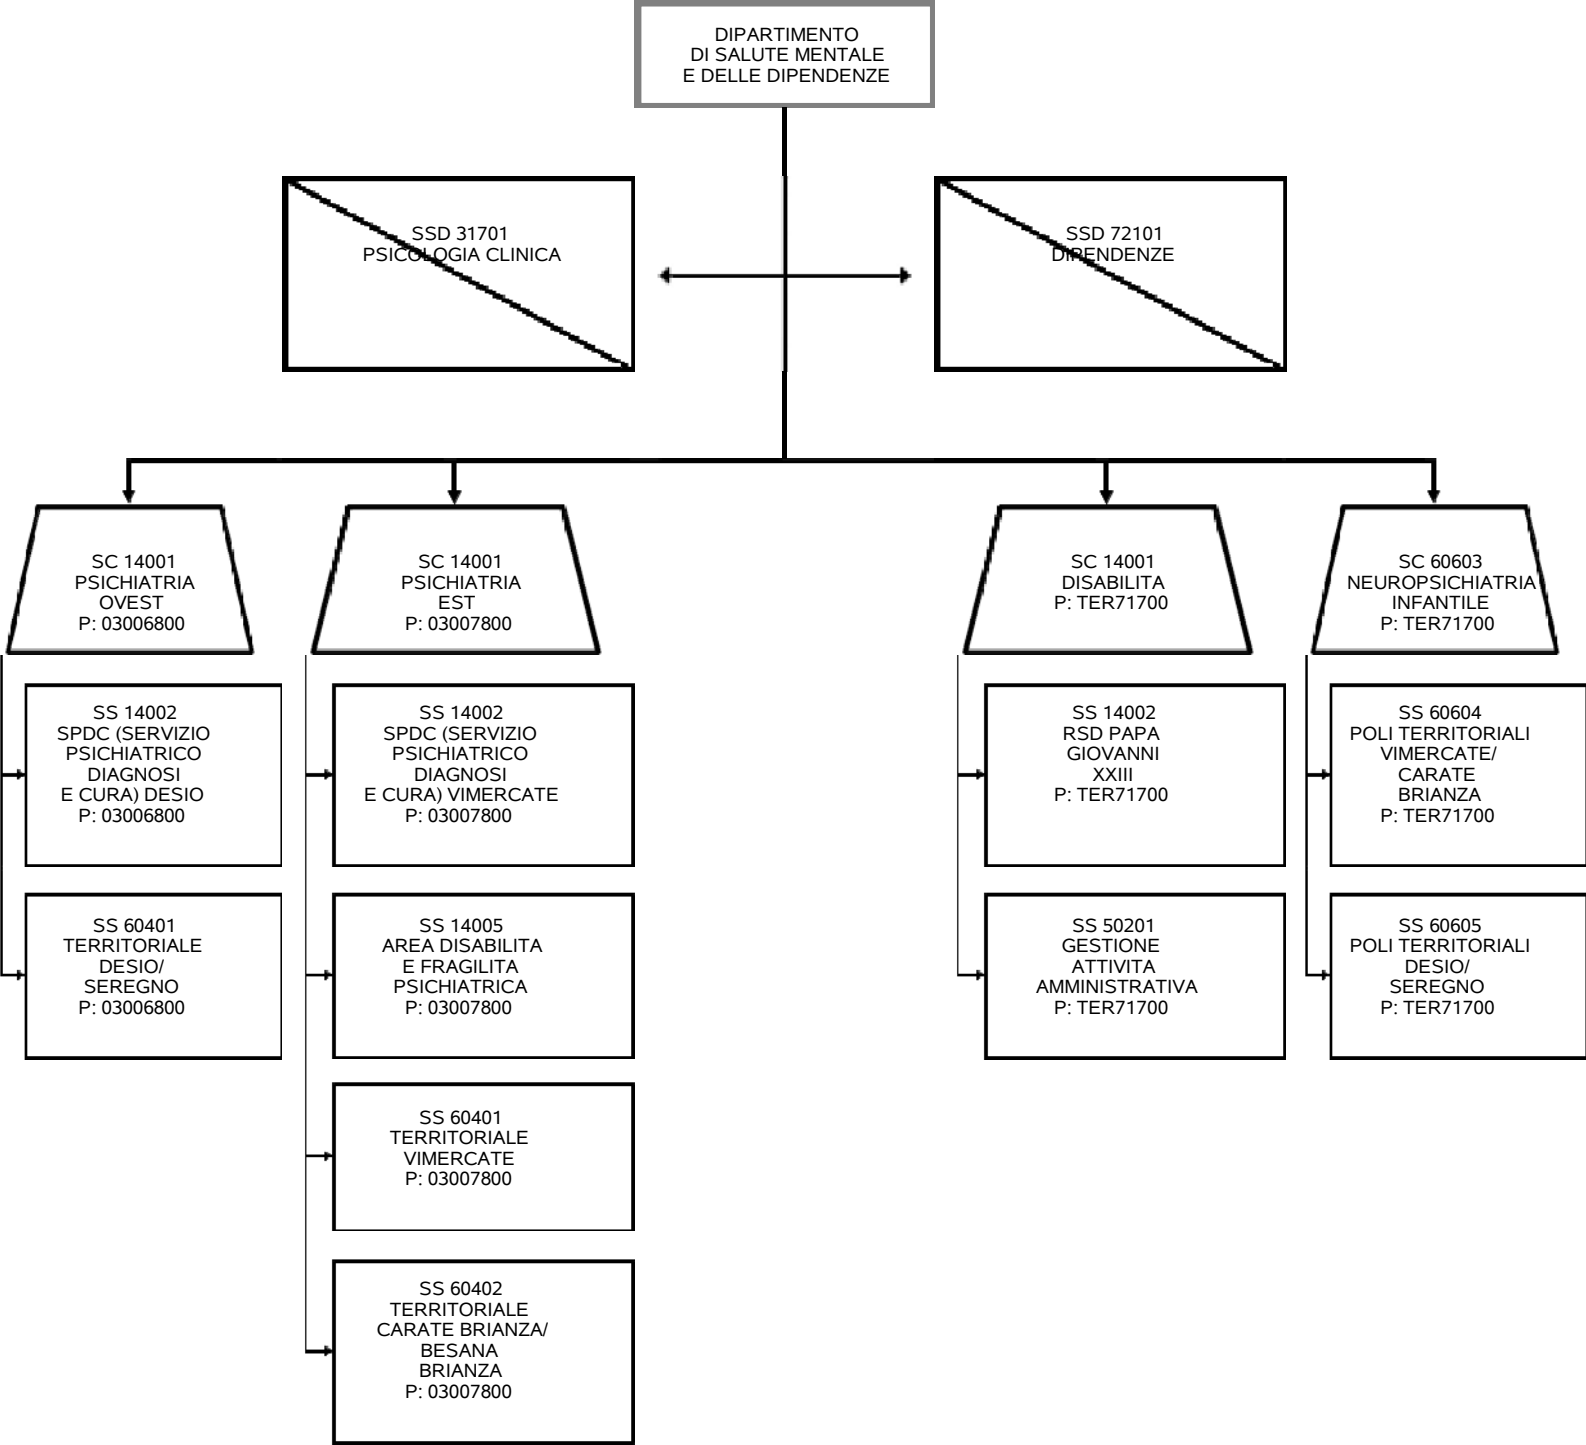 DIPARTIMENTO
DI SALUTE MENTALE
E DELLE DIPENDENZE
SSD 31701
PSICOLOGIA CLINICA
SSD 72101
DIPENDENZE
SC 14001
PSICHIATRIA
OVEST
P: 03006800
SC 14001
PSICHIATRIA
EST
P: 03007800
SC 14001
DISABILITA
P: TER71700
SC 60603
NEUROPSICHIATRIA
INFANTILE
P: TER71700
SS 14002
SPDC (SERVIZIO
PSICHIATRICO
DIAGNOSI
E CURA) DESIO
P: 03006800
SS 14002
SPDC (SERVIZIO
PSICHIATRICO
DIAGNOSI
E CURA) VIMERCATE
P: 03007800
SS 14002
RSD PAPA
GIOVANNI
XXIII
P: TER71700
SS 60604
POLI TERRITORIALI
VIMERCATE/
CARATE
BRIANZA
P: TER71700
SS 60401
TERRITORIALE
DESIO/
SEREGNO
P: 03006800
SS 14005
AREA DISABILITA
E FRAGILITA
PSICHIATRICA
P: 03007800
SS 50201
GESTIONE
ATTIVITA
AMMINISTRATIVA
P: TER71700
SS 60605
POLI TERRITORIALI
DESIO/
SEREGNO
P: TER71700
SS 60401
TERRITORIALE
VIMERCATE
P: 03007800
SS 60402
TERRITORIALE
CARATE BRIANZA/
BESANA
BRIANZA
P: 03007800